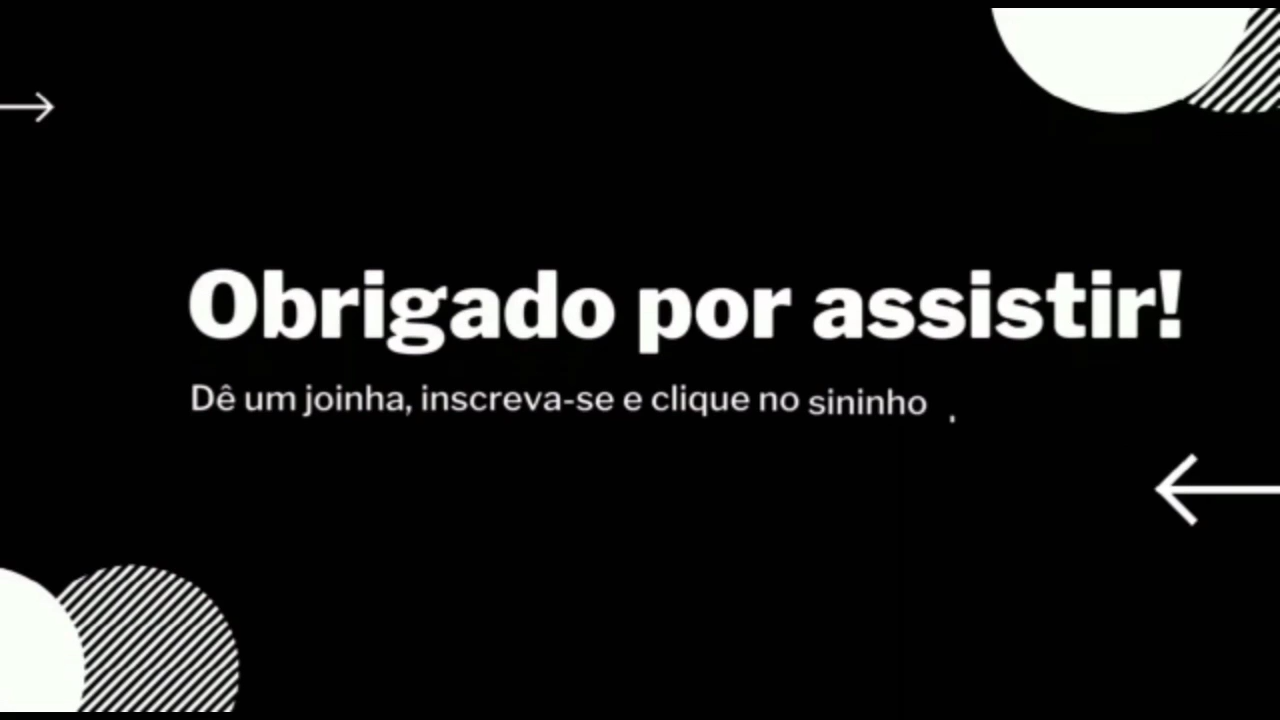 Obrigado por assistir!
Dê um joinha, inscreva-se e clique no sininho .